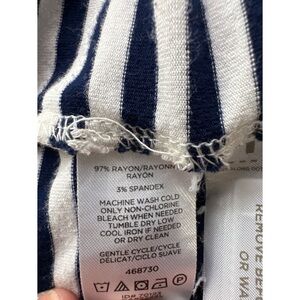 97% RAYON/RAYONNE
RAYÓN
3% SPANDEX
MACHINE WASH COLD
ONLY NON-CHLORINE
BLEACH WHEN NEEDED
TUMBLE DRY LOW
COOL IRON IF NEEDED
OR DRY CLEAN
GENTLE CYCLE/CYCLE
DÉLICAT/CICLO SUAVE
468730
REMOVE BEF
OR WA